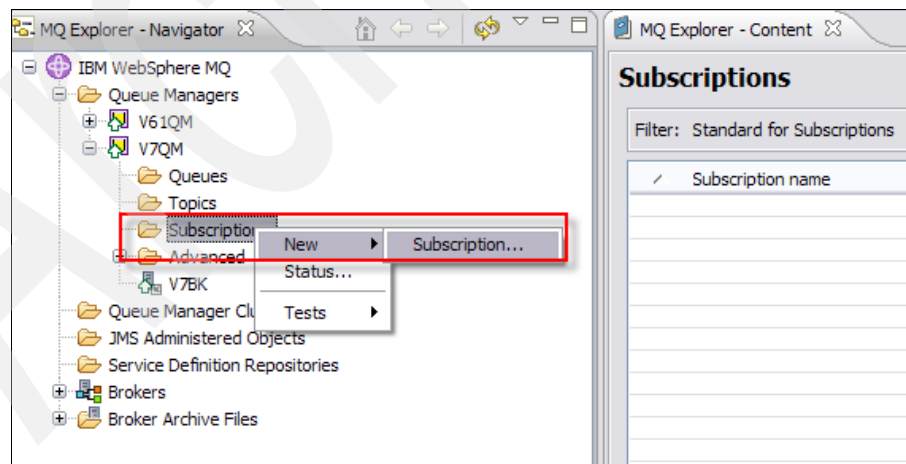 MQ Explorer - Navigator
IBM WebSphere MQ
Queue Managers
V61QM
V7QM
Queues
Topics
Subscription
New
Subscription...
Advanced
Status...
V7BK
Queue Manager Clu
Tests
JMS Administered Objects
Service Definition Repositories
Brokers
Broker Archive Files
MQ Explorer - Content
Subscriptions
Filter: Standard for Subscriptions
Subscription name